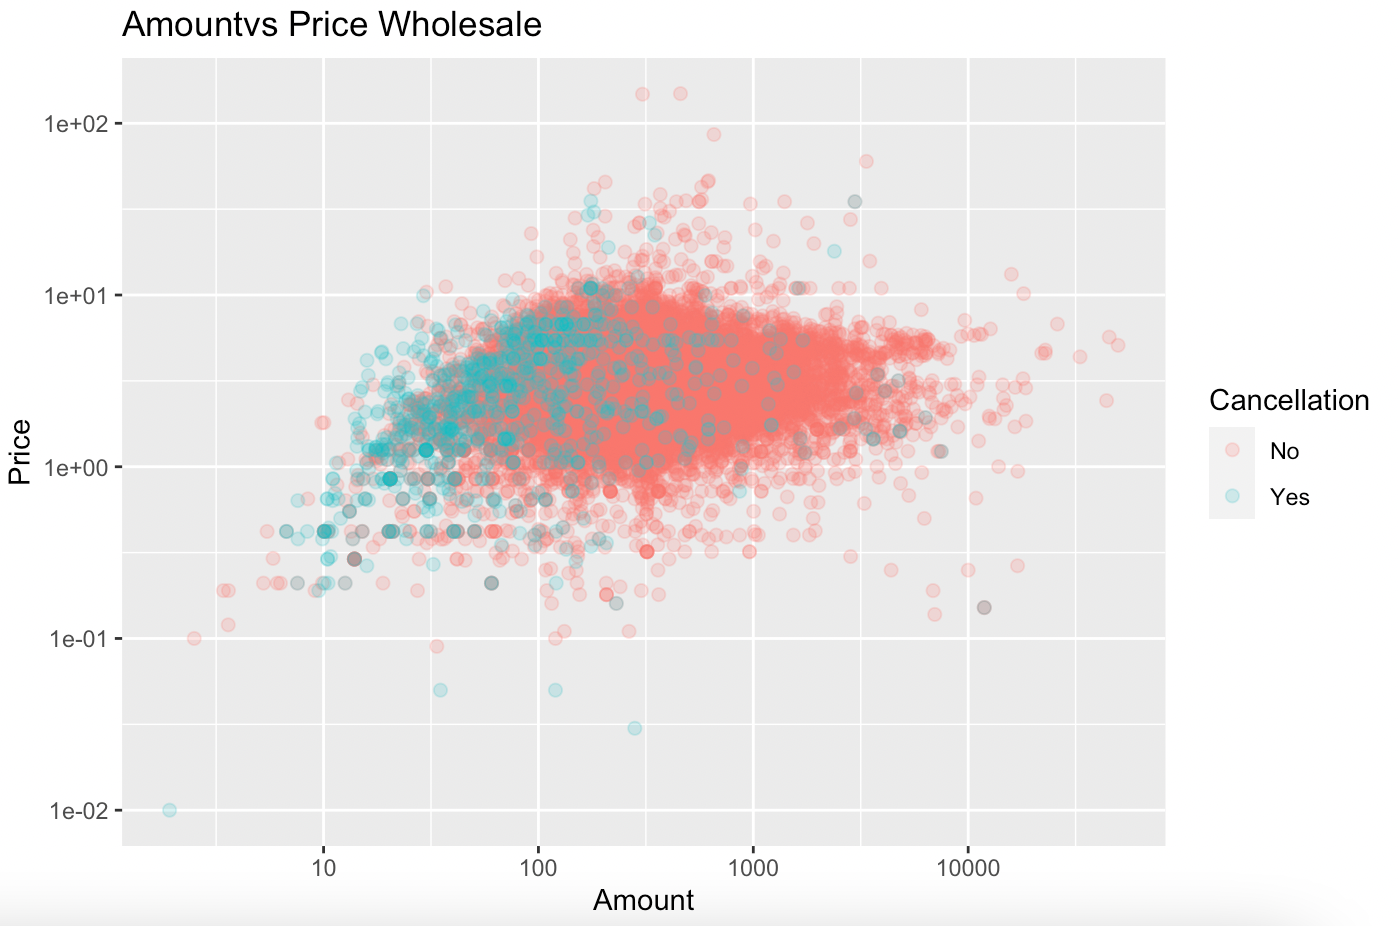 Amountvs Price Wholesale
1e+02
1e+01
1e+00
1e-01
1e-02
Price
10 100 1000 10000
Amount
Cancellation
No
Yes